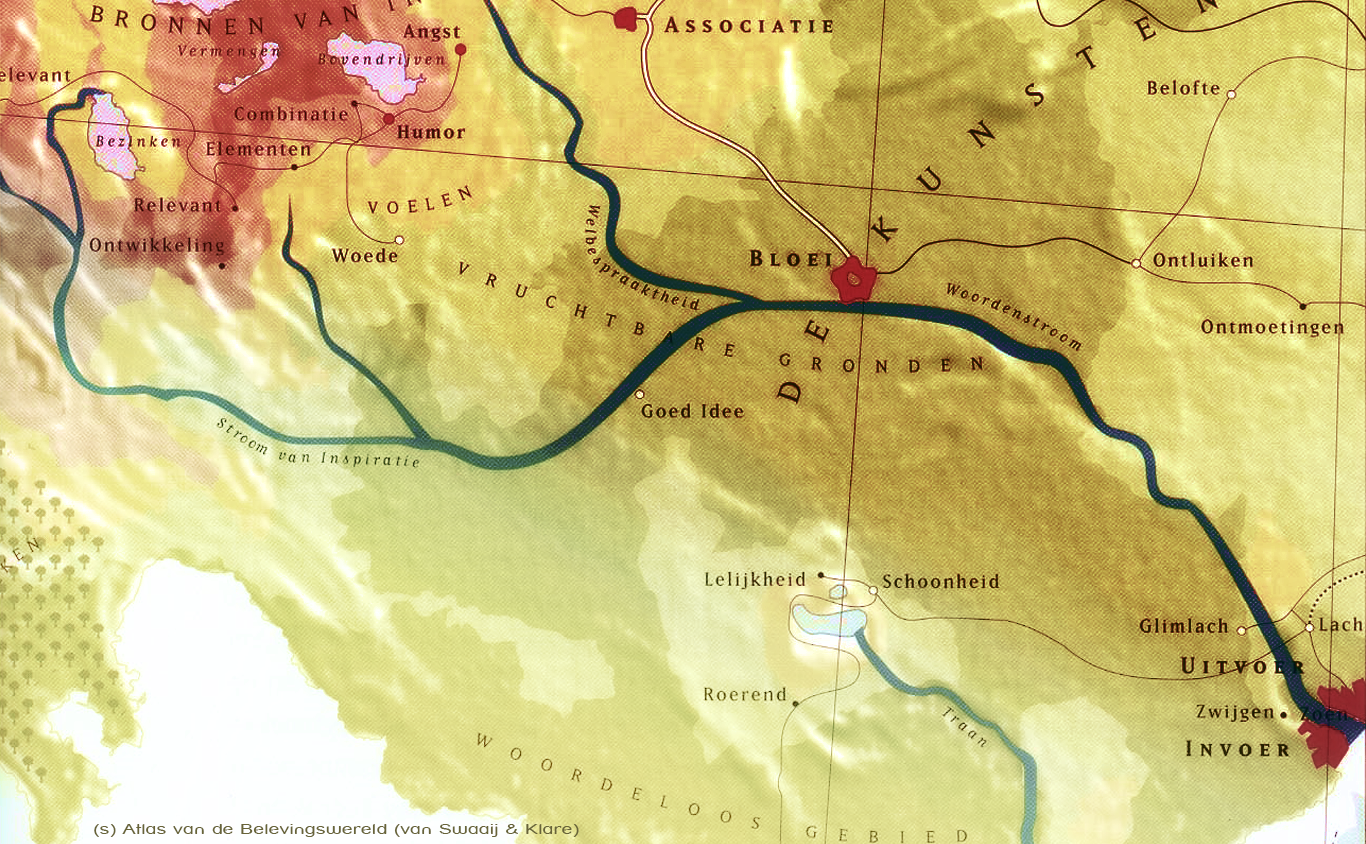 BRONNEN VAN IN
Angst
ASSOCIATIE
Vermengen
Bovendrijven
elevant
Combinatie
Humor
Bezinken
Elementen
Relevant
VOELEN
Ontwikkeling
Woede
Welbespraaktheid
BLOEI
DE KUNSTEN
Belofte
Ontluiken
Ontmoetingen
Woordenstroom
VRUCHTBARE GRONDEN
Goed Idee
Stroom van Inspiratie
KEN
Lelijkheid
Schoonheid
Glimlach
Lach
UITVOER
Roerend
Zwijgen
Zoen
INVOER
Traan
WOORDELOOS GEBIED
(s) Atlas van de Belevingswereld (van Swaaij & Klare)